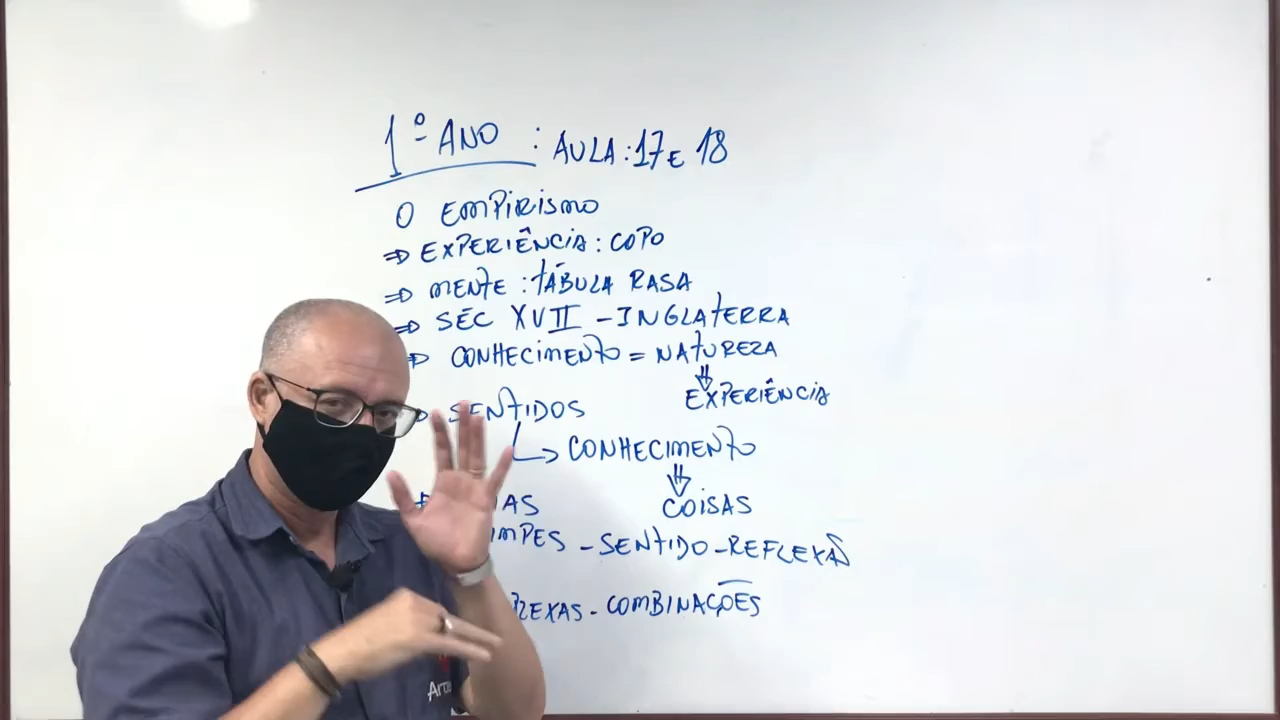 1º ANO : AULA : 17 E 18
O EMPIRISMO
⇒ EXPERIÊNCIA : COPO
⇒ MENTE : TÁBULA RASA
⇒ SÉC XVII - INGLATERRA
⇒ CONHECIMENTO = NATUREZA
⇓
EXPERIÊNCIA
SENTIDOS
↳ CONHECIMENTO
⇓
COISAS
- SENTIDO - REFLEXÃO
- COMBINAÇÕES